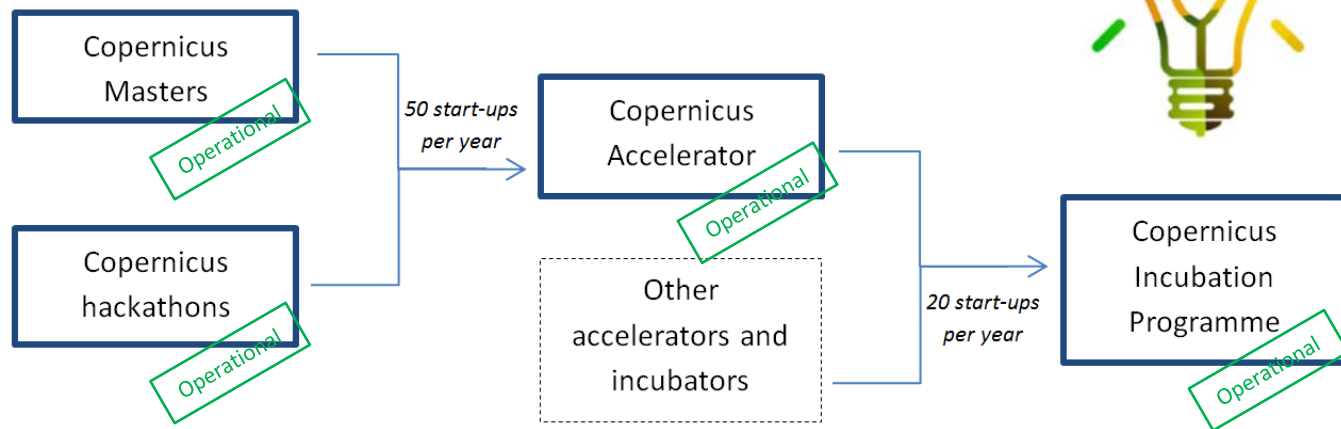 Copernicus
Masters
Operational
Copernicus
hackathons
Operational
50 start-ups
per year
Copernicus
Accelerator
Operational
Other
accelerators and
incubators
20 start-ups
per year
Copernicus
Incubation
Programme
Operational